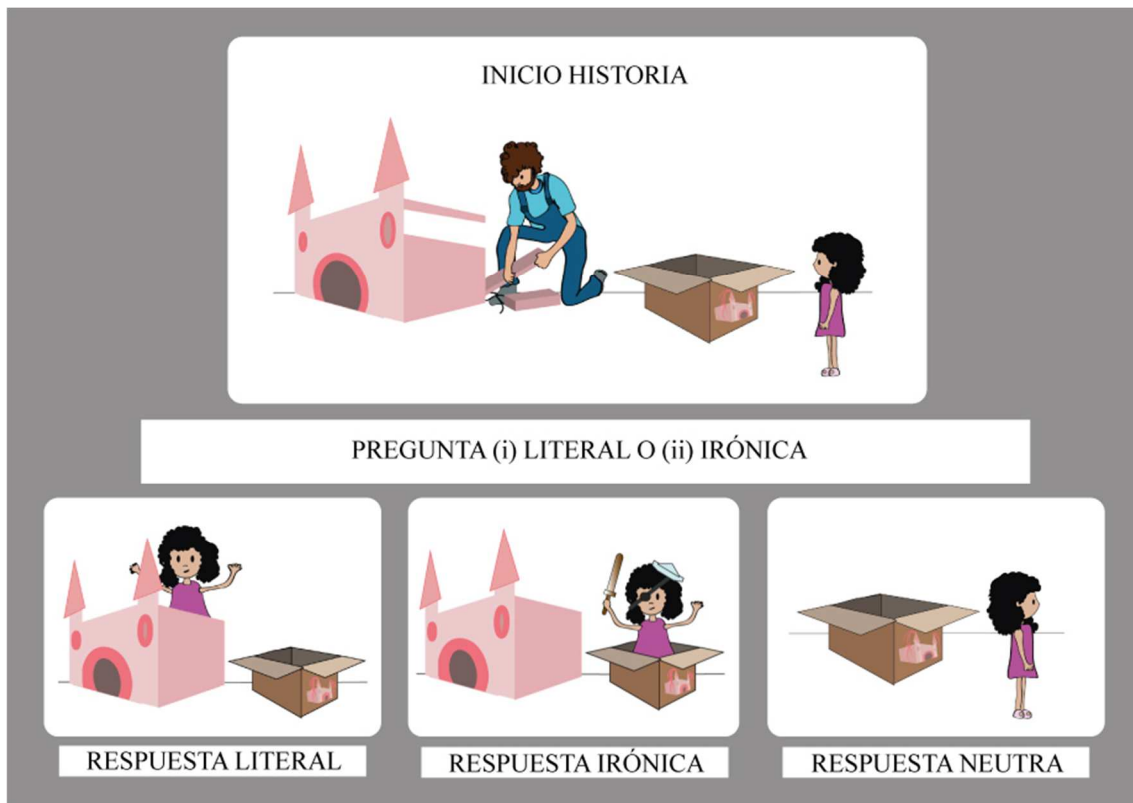 INICIO HISTORIA
PREGUNTA (i) LITERAL O (ii) IRÓNICA
RESPUESTA LITERAL
RESPUESTA IRÓNICA
RESPUESTA NEUTRA